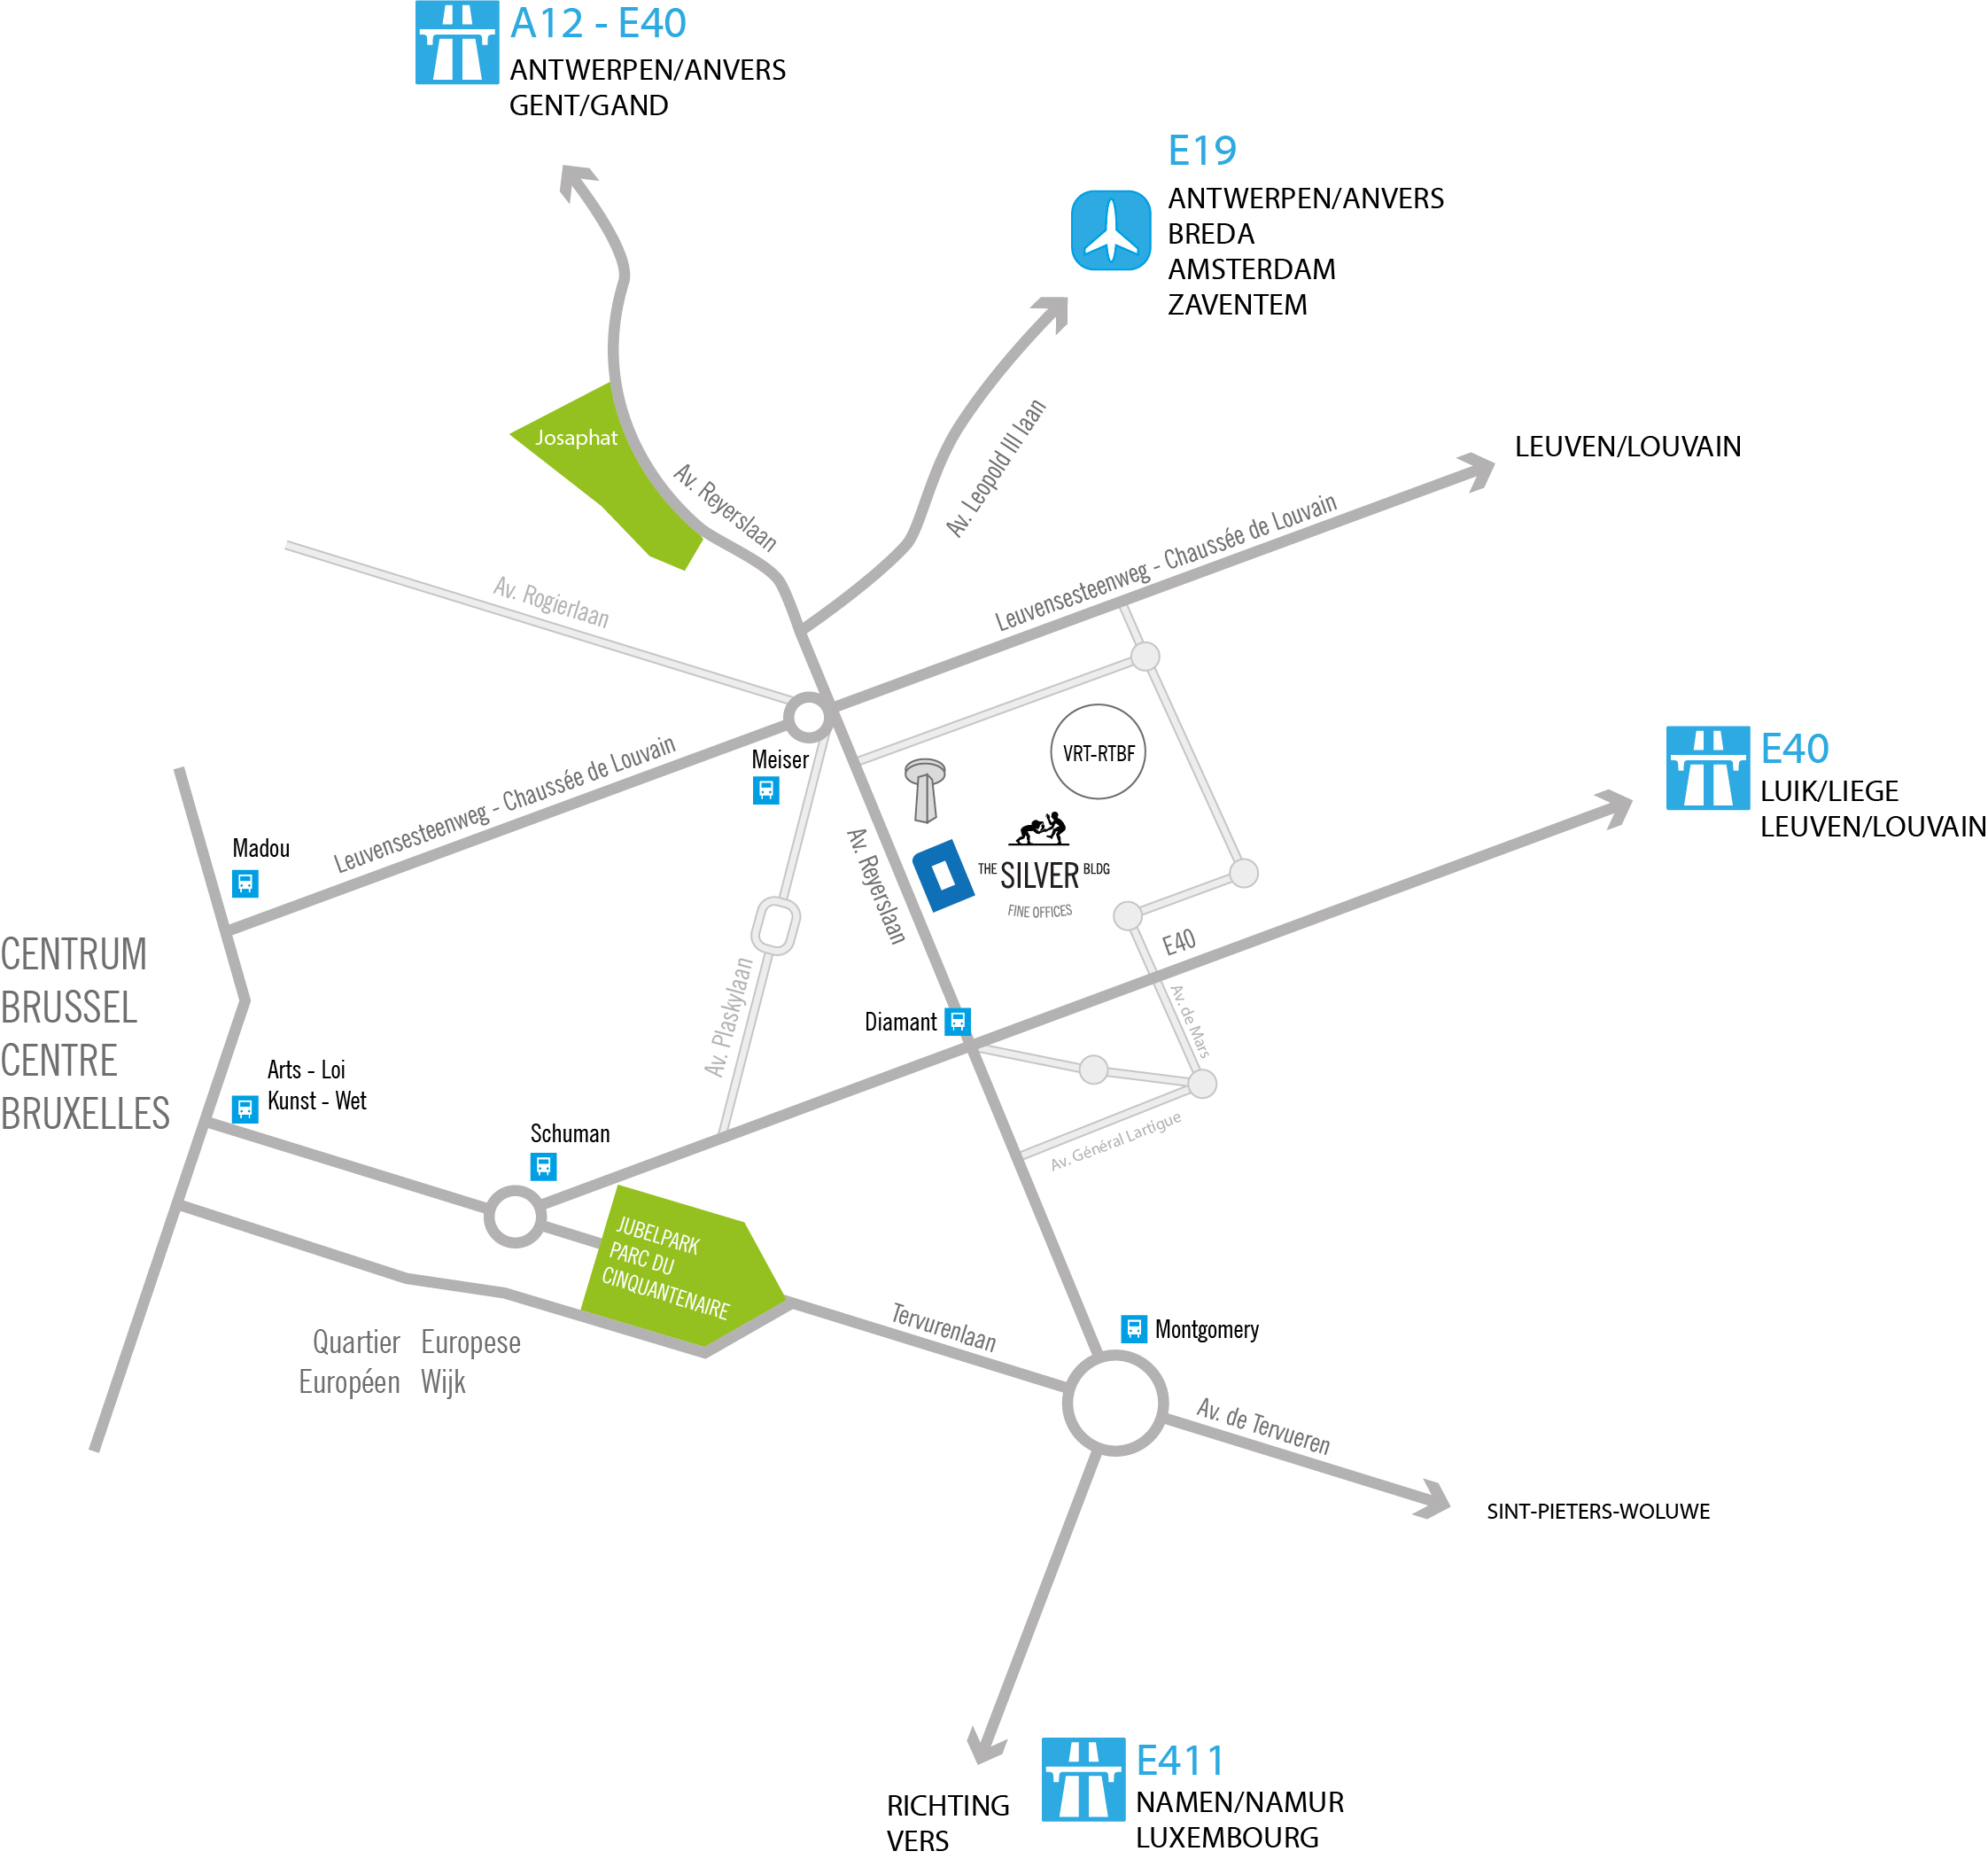 A12 - E40
ANTWERPEN/ANVERS
GENT/GAND
E19
ANTWERPEN/ANVERS
BREDA
AMSTERDAM
ZAVENTEM
Josaphat
Av. Reyerslaan
Av. Leopold III laan
LEUVEN/LOUVAIN
Leuvensesteenweg - Chaussée de Louvain
Av. Rogierlaan
VRT-RTBF
Meiser
E40
LUIK/LIEGE
LEUVEN/LOUVAIN
Leuvensesteenweg - Chaussée de Louvain
Madou
Av. Reyerslaan
THE SILVER BLDG
FINE OFFICES
E40
CENTRUM
BRUSSEL
CENTRE
BRUXELLES
Av. Plaskylaan
Diamant
Av. de Mars
Arts - Loi
Kunst - Wet
Schuman
Av. Général Lartigue
JUBELPARK
PARC DU
CINQUANTENAIRE
Quartier Europese
Européen Wijk
Tervurenlaan
Montgomery
Av. de Tervueren
SINT-PIETERS-WOLUWE
RICHTING
VERS
E411
NAMEN/NAMUR
LUXEMBOURG